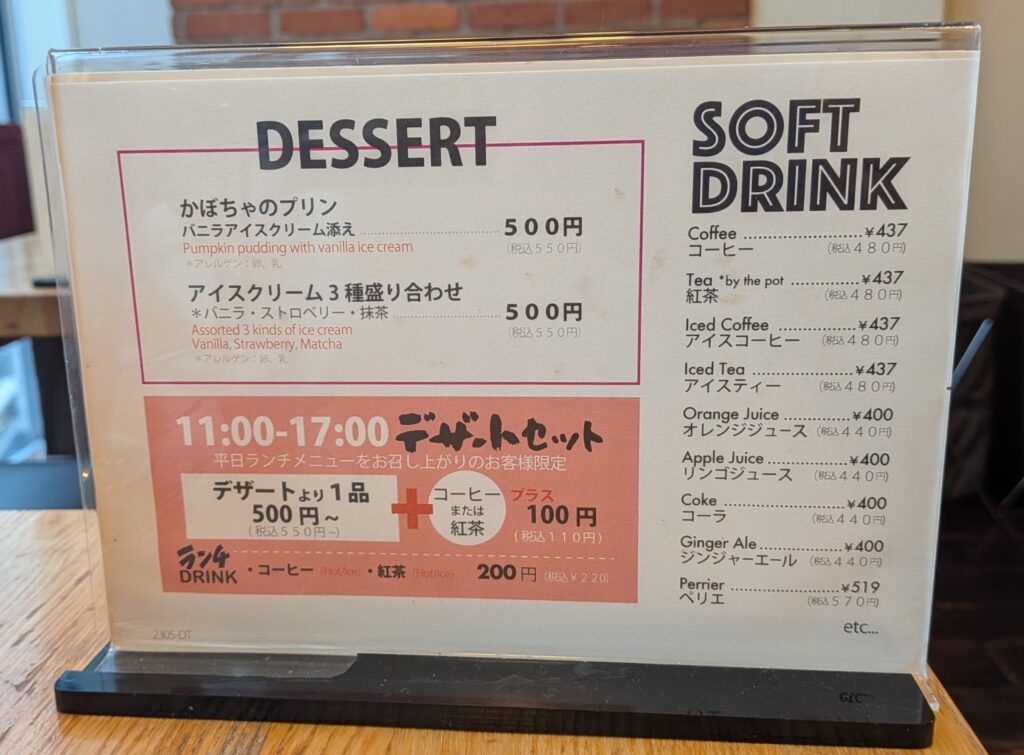 DESSERT
かぼちゃのプリン
バニラアイスクリーム添え ........ 500円
Pumpkin pudding with vanilla ice cream
(税込550円)
＊アレルゲン：卵、乳
アイスクリーム3種盛り合わせ
＊バニラ・ストロベリー・抹茶 ........ 500円
Assorted 3 kinds of ice cream
(税込550円)
Vanilla, Strawberry, Matcha
＊アレルゲン：卵、乳
11:00-17:00 デザートセット
平日ランチメニューをお召し上がりのお客様限定
デザートより1品
500円~
(税込550円~)
+
コーヒー
または
紅茶
プラス
100円
(税込110円)
ランチ
DRINK
・コーヒー (Hot/Ice) ・紅茶 (Hot/Ice) 200円 (税込¥220)
2305-DT
SOFT
DRINK
Coffee ........ ¥437
コーヒー (税込480円)
Tea *by the pot ........ ¥437
紅茶 (税込480円)
Iced Coffee ........ ¥437
アイスコーヒー (税込480円)
Iced Tea ........ ¥437
アイスティー (税込480円)
Orange Juice ........ ¥400
オレンジジュース (税込440円)
Apple Juice ........ ¥400
リンゴジュース (税込440円)
Coke ........ ¥400
コーラ (税込440円)
Ginger Ale ........ ¥400
ジンジャーエール (税込440円)
Perrier ........ ¥519
ペリエ (税込570円)
etc...